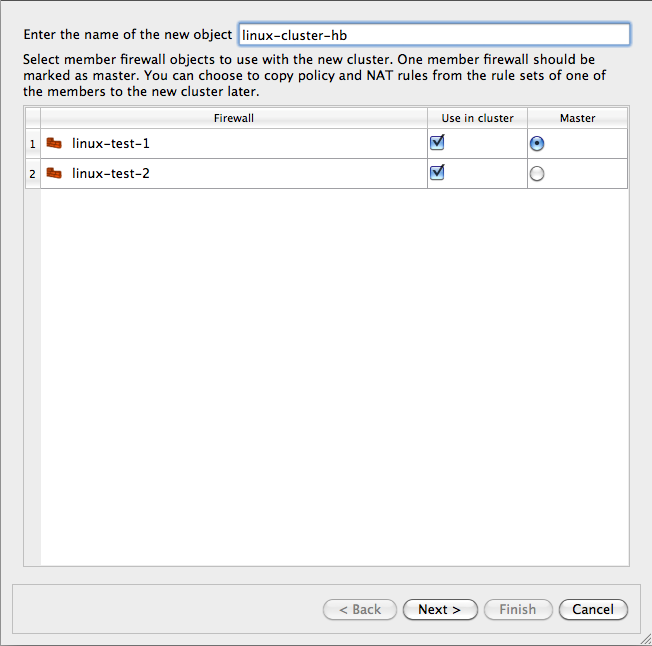 Enter the name of the new object linux-cluster-hb
Select member firewall objects to use with the new cluster. One member firewall should be
marked as master. You can choose to copy policy and NAT rules from the rule sets of one of
the members to the new cluster later.
Firewall Use in cluster Master
1 linux-test-1
2 linux-test-2
< Back Next > Finish Cancel